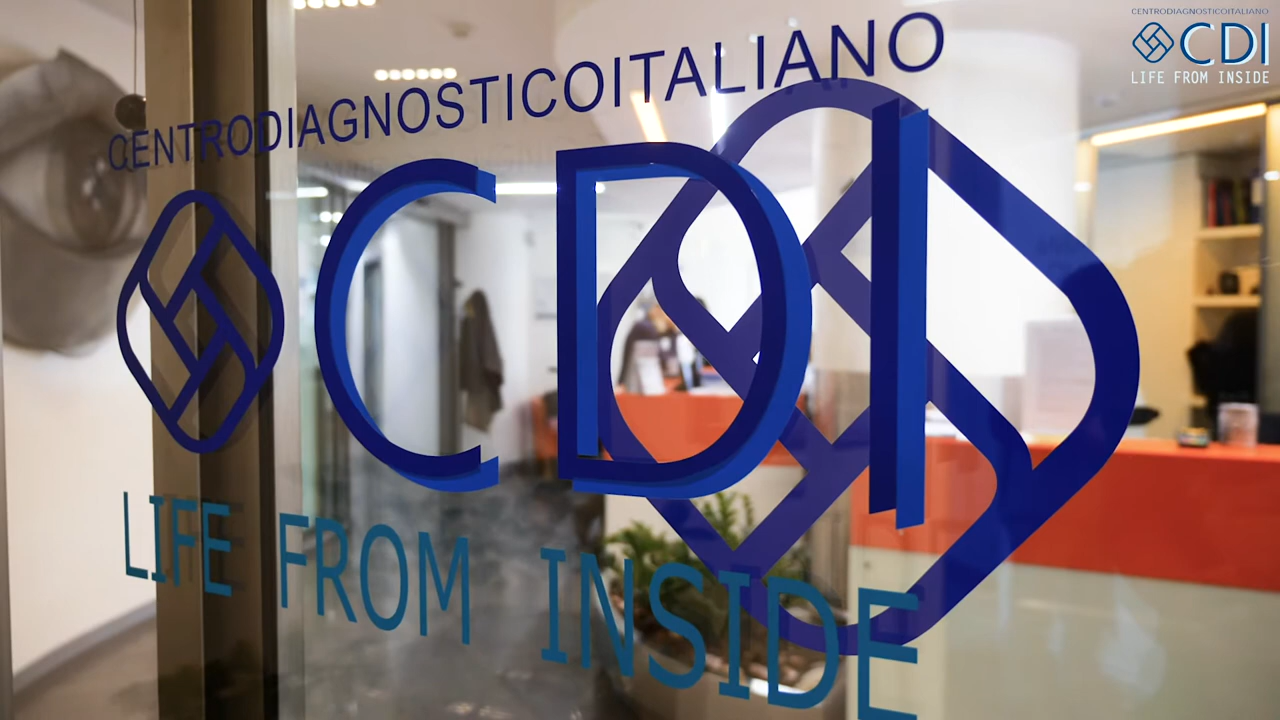 CENTRODIAGNOSTICOITALIANO
CDI
LIFE FROM INSIDE
CENTRODIAGNOSTICOITALIANO
CDI
LIFE FROM INSIDE